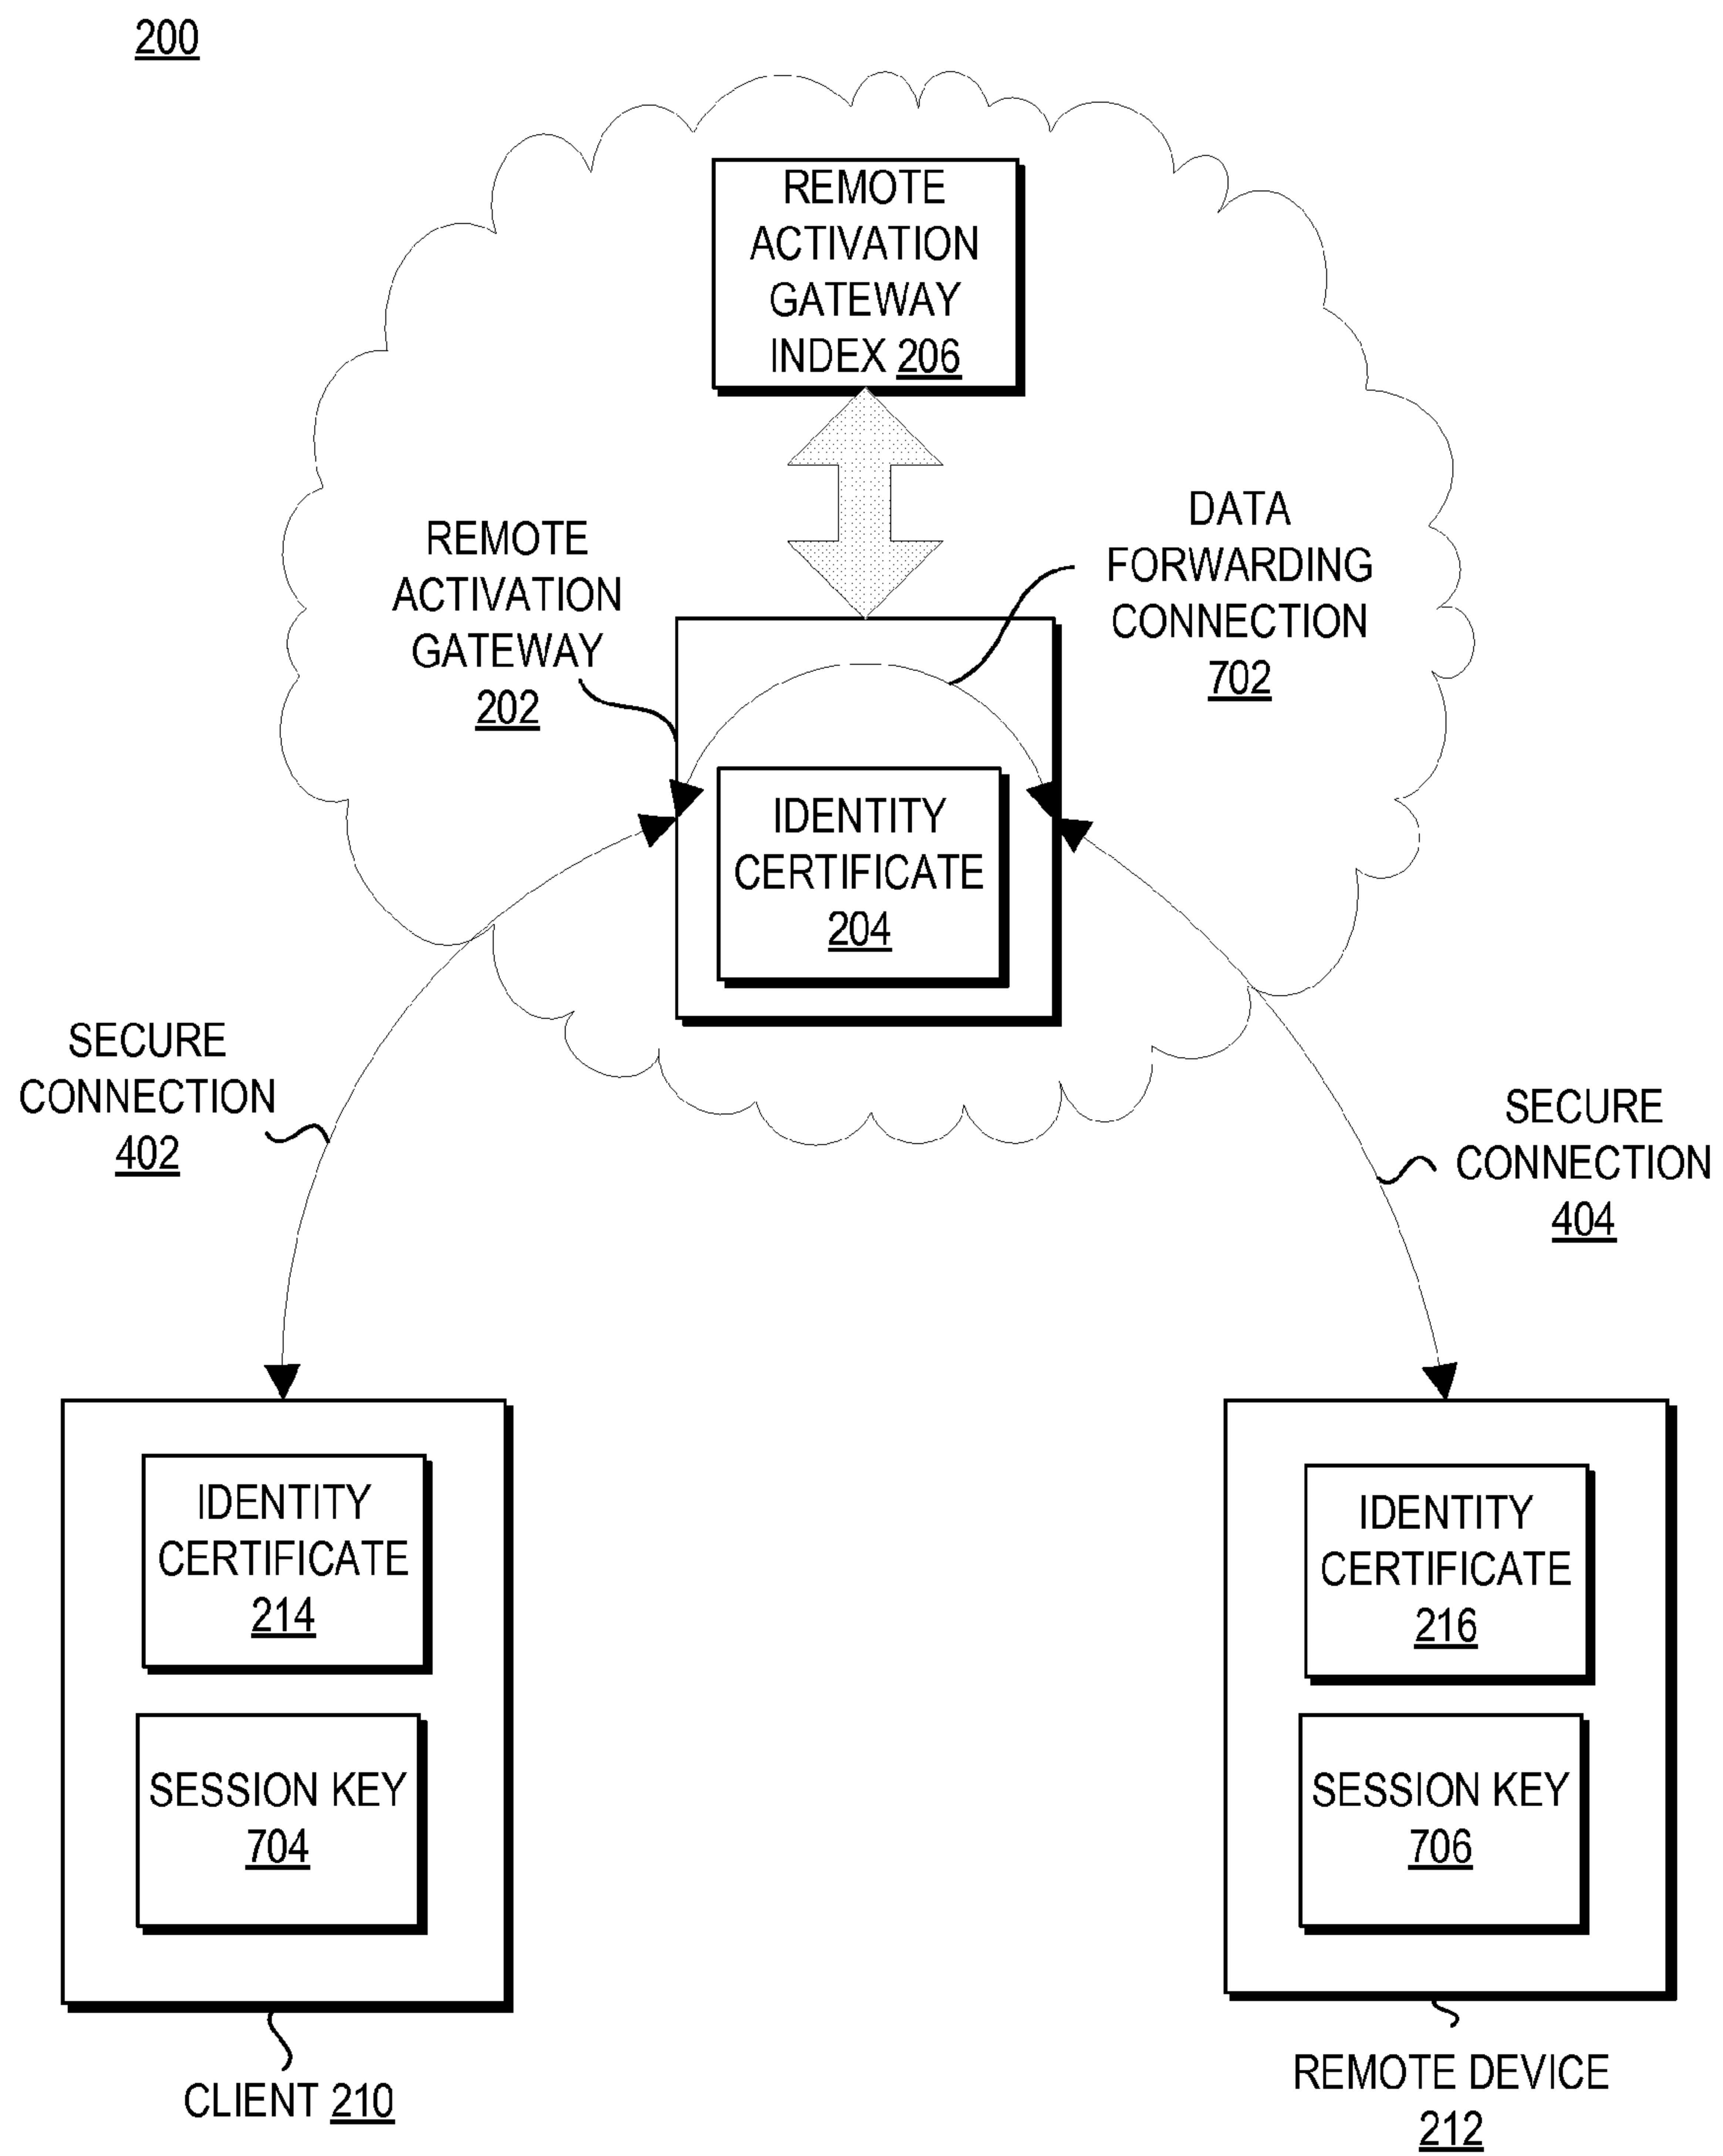 200
REMOTE
ACTIVATION
GATEWAY
INDEX 206
REMOTE
ACTIVATION
GATEWAY
202
DATA
FORWARDING
CONNECTION
702
IDENTITY
CERTIFICATE
204
SECURE
CONNECTION
402
SECURE
CONNECTION
404
IDENTITY
CERTIFICATE
214
SESSION KEY
704
CLIENT 210
IDENTITY
CERTIFICATE
216
SESSION KEY
706
REMOTE DEVICE
212